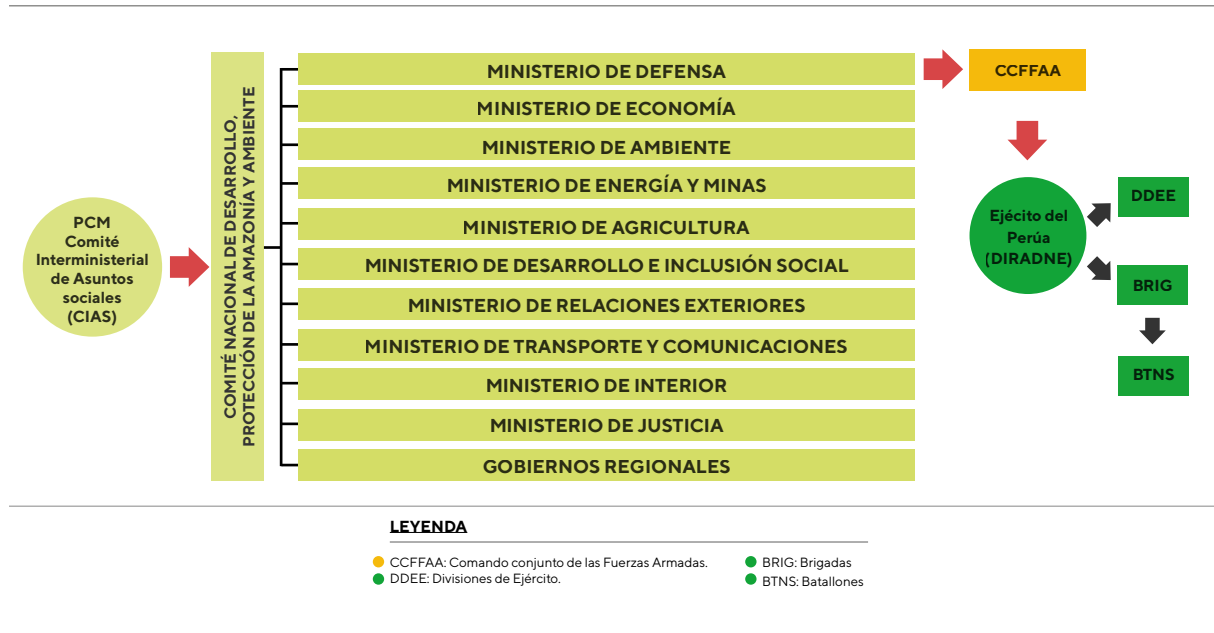 PCM
Comité
Interministerial
de Asuntos
sociales
(CIAS)
COMITÉ NACIONAL DE DESARROLLO,
PROTECCIÓN DE LA AMAZONÍA Y AMBIENTE
MINISTERIO DE DEFENSA
MINISTERIO DE ECONOMÍA
MINISTERIO DE AMBIENTE
MINISTERIO DE ENERGÍA Y MINAS
MINISTERIO DE AGRICULTURA
MINISTERIO DE DESARROLLO E INCLUSIÓN SOCIAL
MINISTERIO DE RELACIONES EXTERIORES
MINISTERIO DE TRANSPORTE Y COMUNICACIONES
MINISTERIO DE INTERIOR
MINISTERIO DE JUSTICIA
GOBIERNOS REGIONALES
CCFFAA
Ejécito del
Perúa
(DIRADNE)
DDEE
BRIG
BTNS
LEYENDA
CCFFAA: Comando conjunto de las Fuerzas Armadas.
DDEE: Divisiones de Ejército.
BRIG: Brigadas
BTNS: Batallones